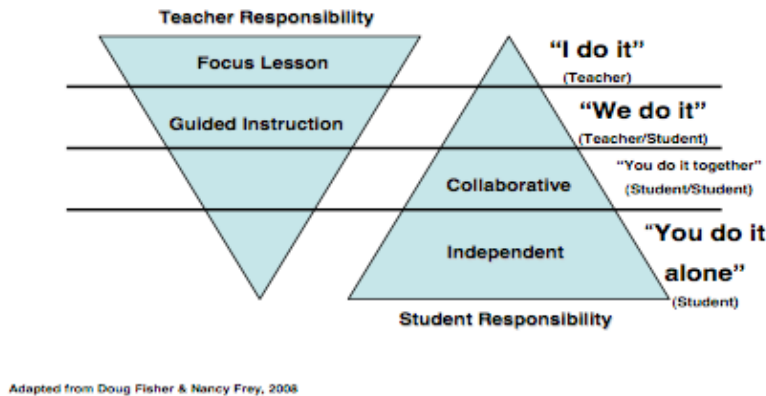 Teacher Responsibility
Focus Lesson
“I do it”
(Teacher)
Guided Instruction
“We do it”
(Teacher/Student)
Collaborative
“You do it together”
(Student/Student)
Independent
“You do it
alone”
(Student)
Student Responsibility
Adapted from Doug Fisher & Nancy Frey, 2008